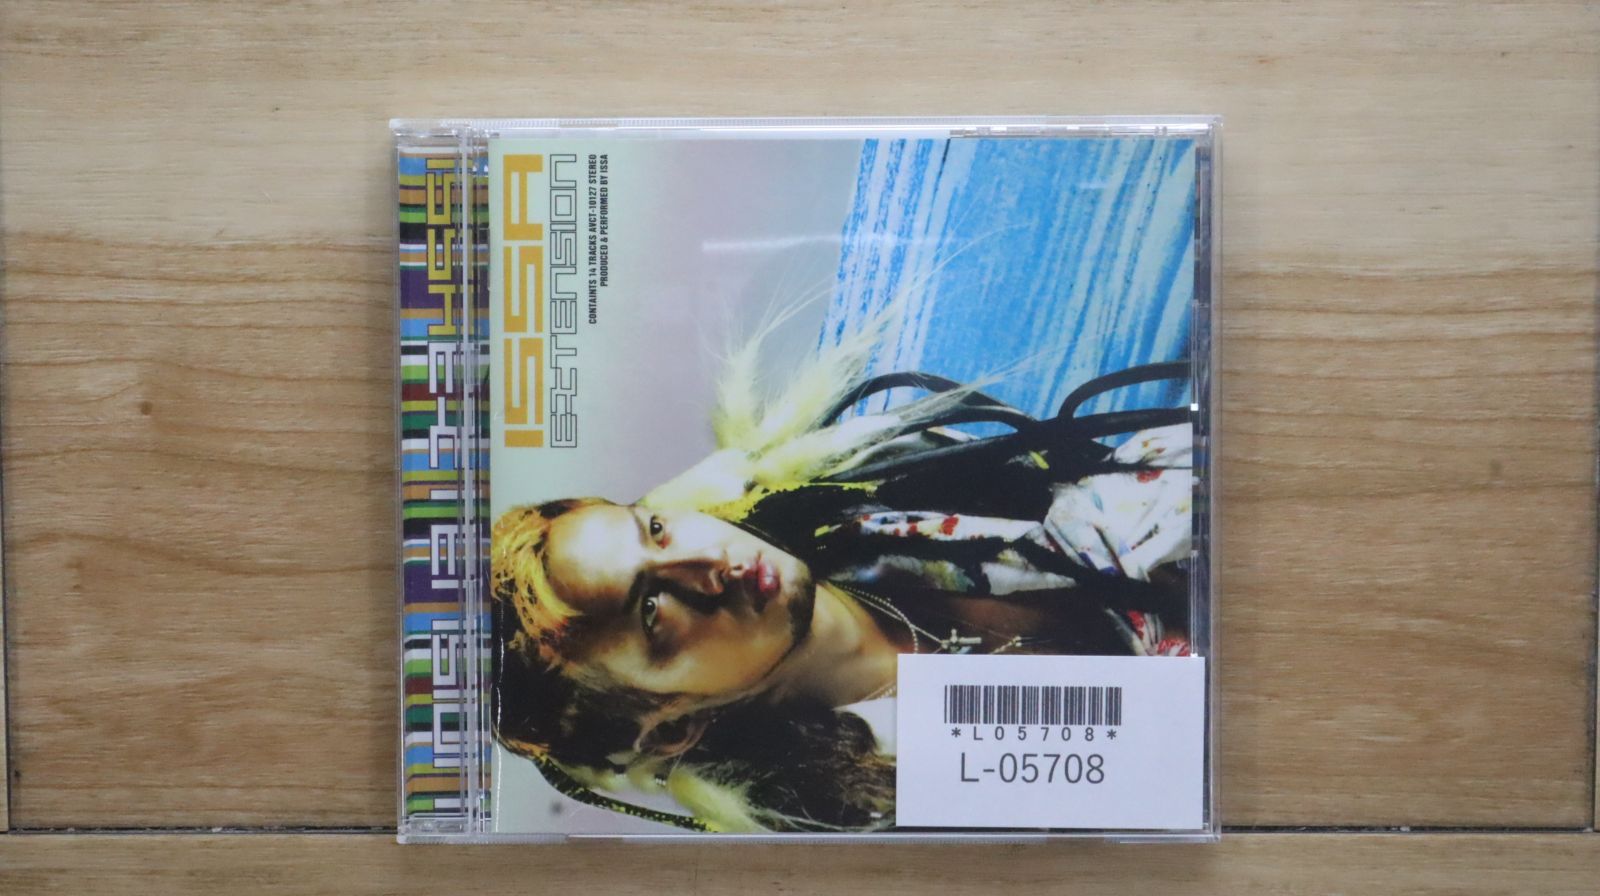 ISSA
EXTENSION
CONTAINTS 14 TRACKS AVCT-10127 STEREO
PRODUCED & PERFORMED BY ISSA
*L05708*
L-05708